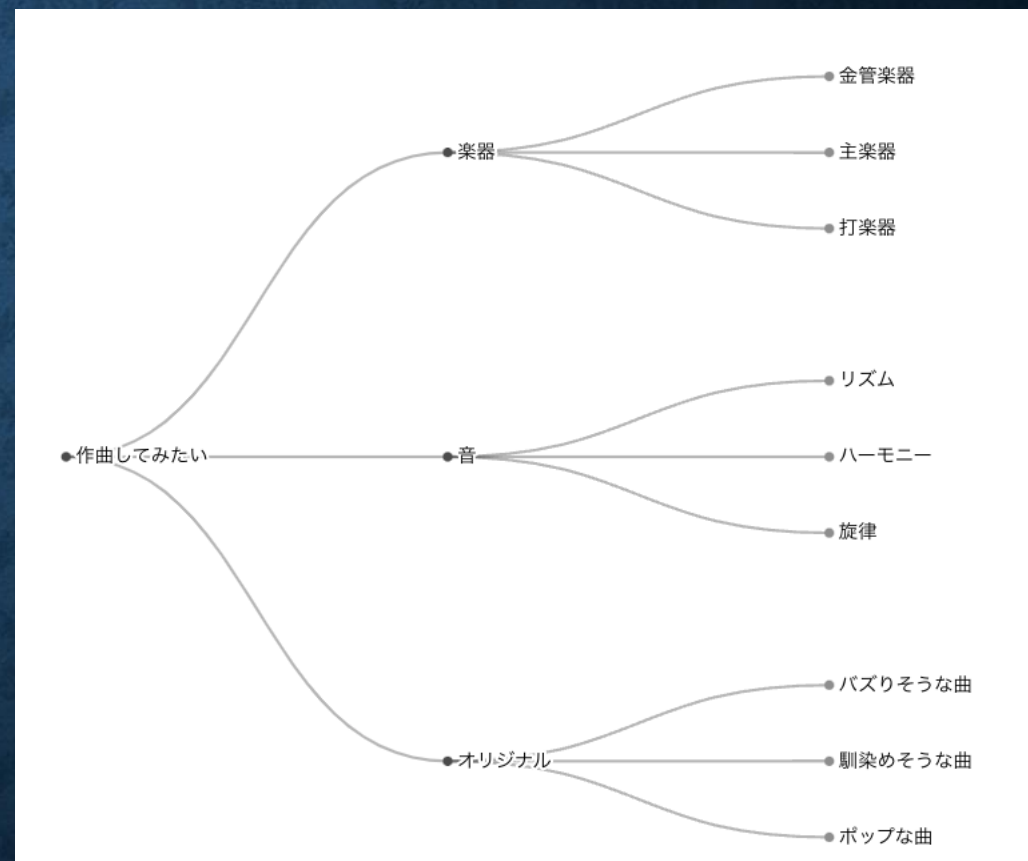 作曲してみたい
楽器
金管楽器
主楽器
打楽器
音
リズム
ハーモニー
旋律
オリジナル
バズりそうな曲
馴染めそうな曲
ポップな曲